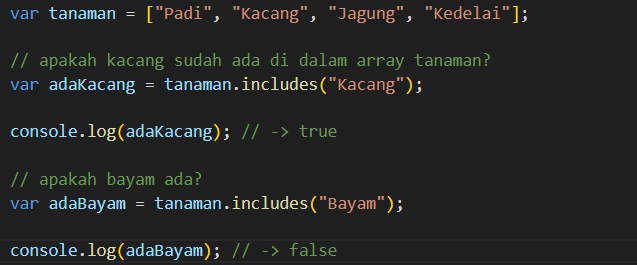 var tanaman = ["Padi", "Kacang", "Jagung", "Kedelai"];
// apakah kacang sudah ada di dalam array tanaman?
var adaKacang = tanaman.includes("Kacang");
console.log(adaKacang); // -> true
// apakah bayam ada?
var adaBayam = tanaman.includes("Bayam");
console.log(adaBayam); // -> false